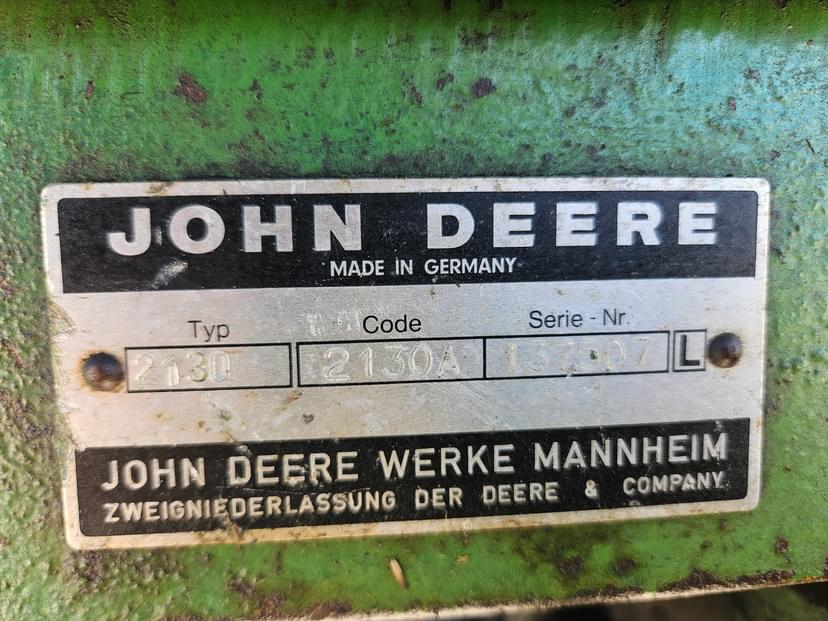 JOHN DEERE
MADE IN GERMANY
Typ Code Serie - Nr.
2130 2130A L
JOHN DEERE WERKE MANNHEIM
ZWEIGNIEDERLASSUNG DER DEERE & COMPANY